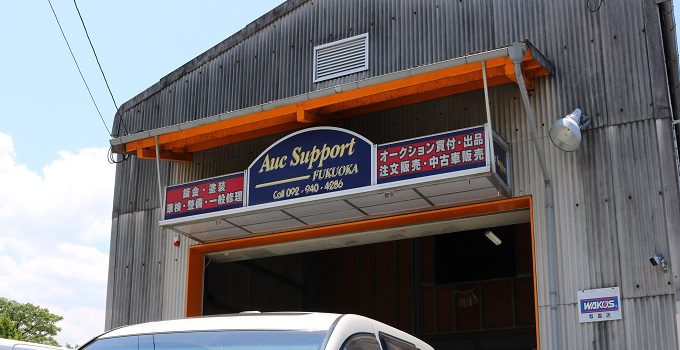 鈑金・塗装
車検・整備・一般修理
Auc Support
FUKUOKA
Call 092-940-4286
オークション買付・出品
注文販売・中古車販売
WAKO'S
取扱店